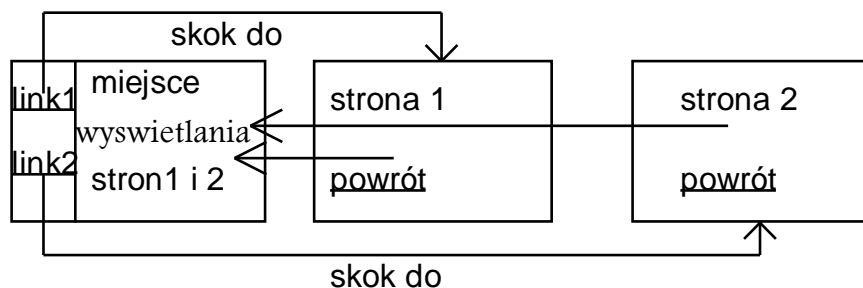 skok do
link1
miejsce
wyswietlania
link2
stron1 i 2
strona 1
powrót
strona 2
powrót
skok do